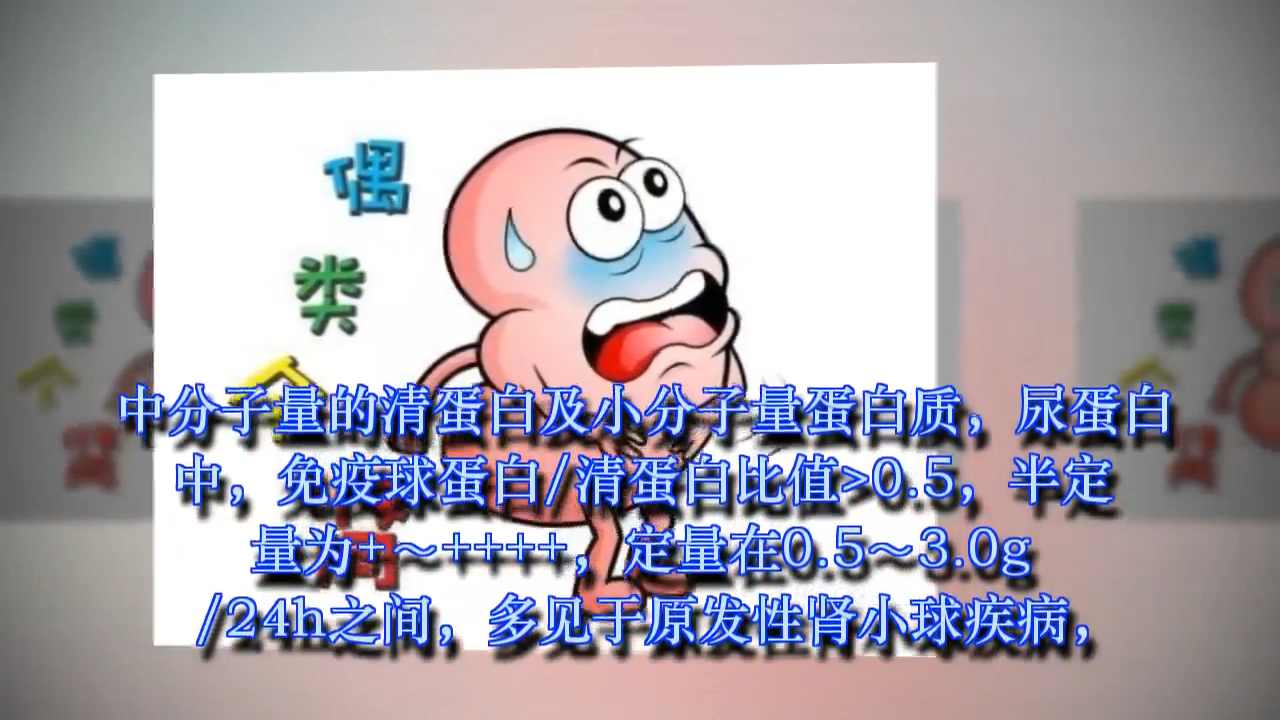 偶
类
个
中分子量的清蛋白及小分子量蛋白质，尿蛋白
中，免疫球蛋白/清蛋白比值>0.5，半定
量为+～++++，定量在0.5～3.0g
/24h之间，多见于原发性肾小球疾病，